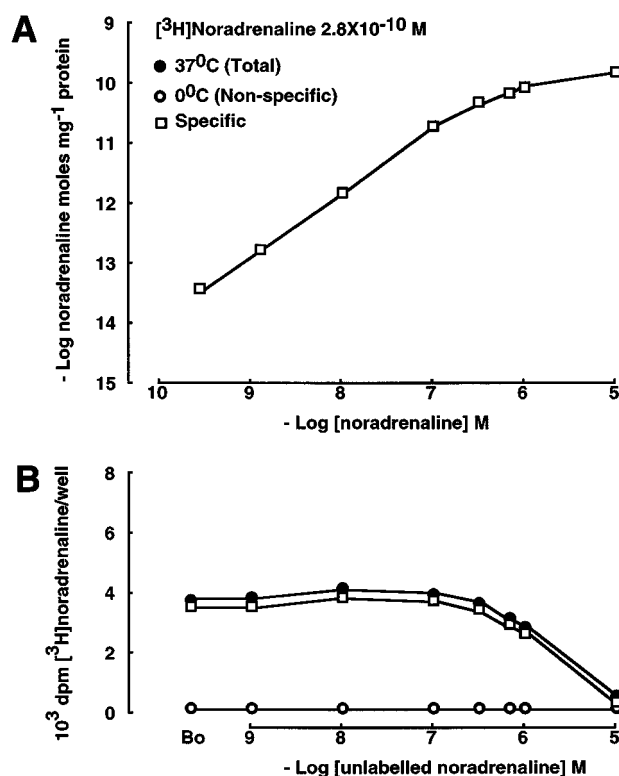 A
[³H]Noradrenaline 2.8X10⁻¹⁰ M
37⁰C (Total)
0⁰C (Non-specific)
Specific
- Log noradrenaline moles mg⁻¹ protein
9
10
11
12
13
14
15
10 9 8 7 6 5
- Log [noradrenaline] M
B
10³ dpm [³H]noradrenaline/well
8
6
4
2
0
Bo 9 8 7 6 5
- Log [unlabelled noradrenaline] M